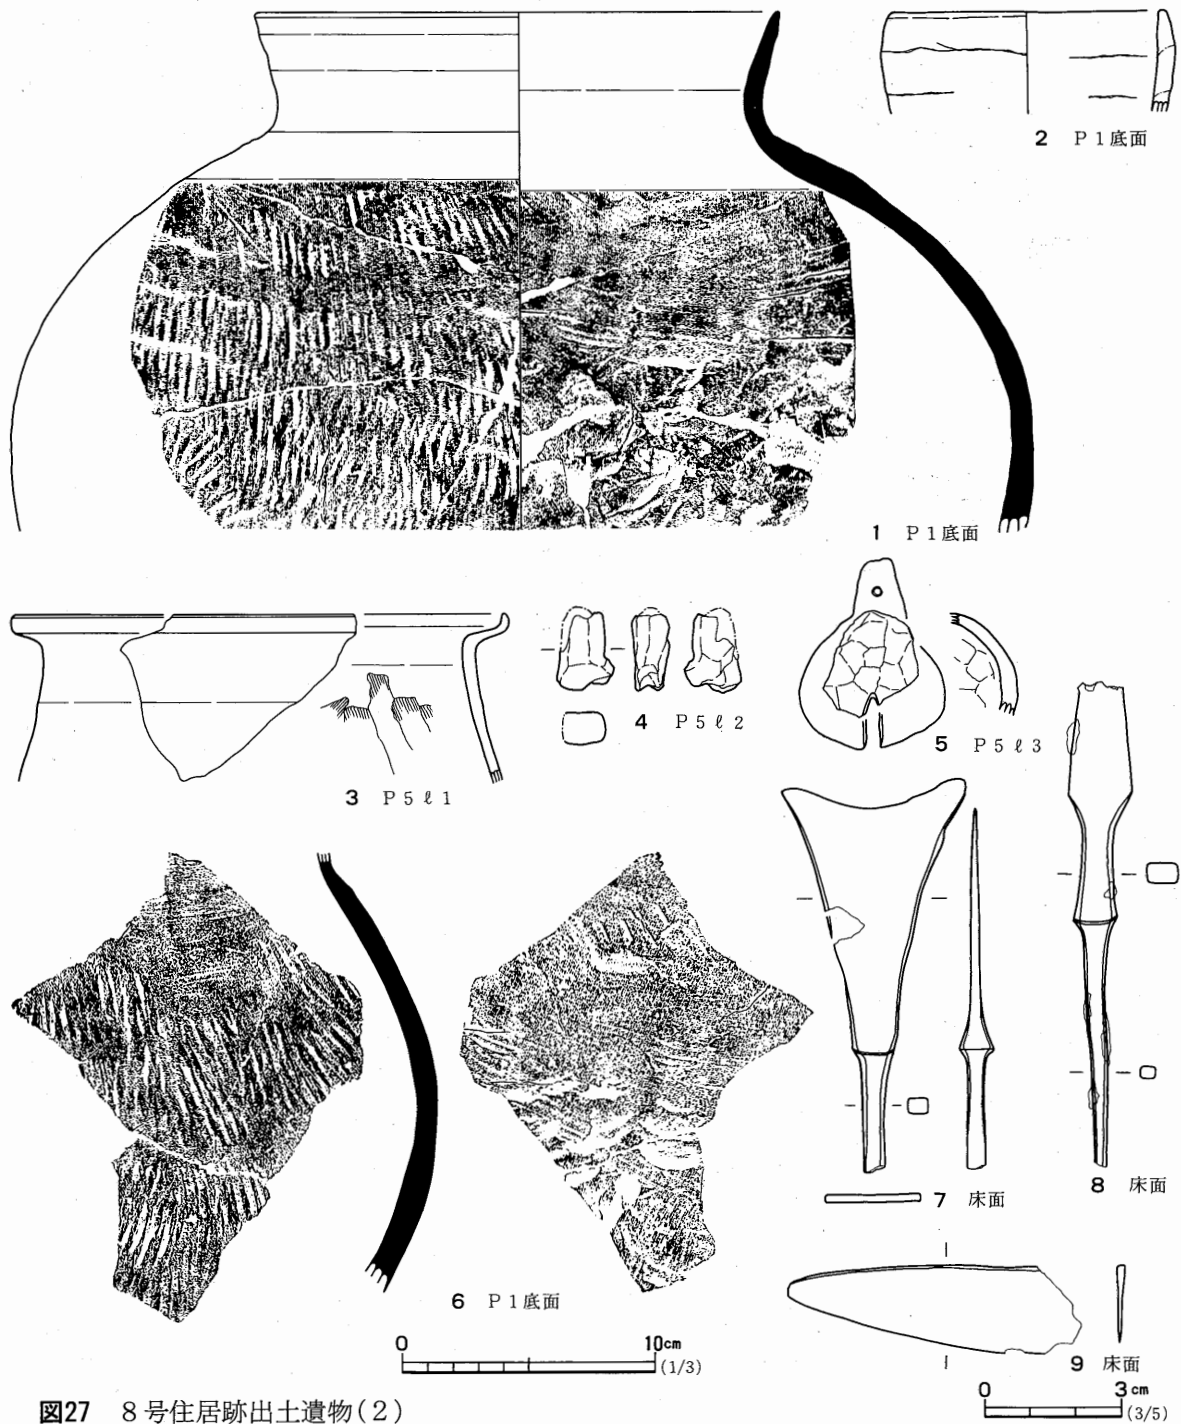 2 P1底面
1 P1底面
3 P5ℓ1
4 P5ℓ2
5 P5ℓ3
6 P1底面
7 床面
8 床面
9 床面
0 10cm
(1/3)
0 3cm
(3/5)
図27 8号住居跡出土遺物(2)